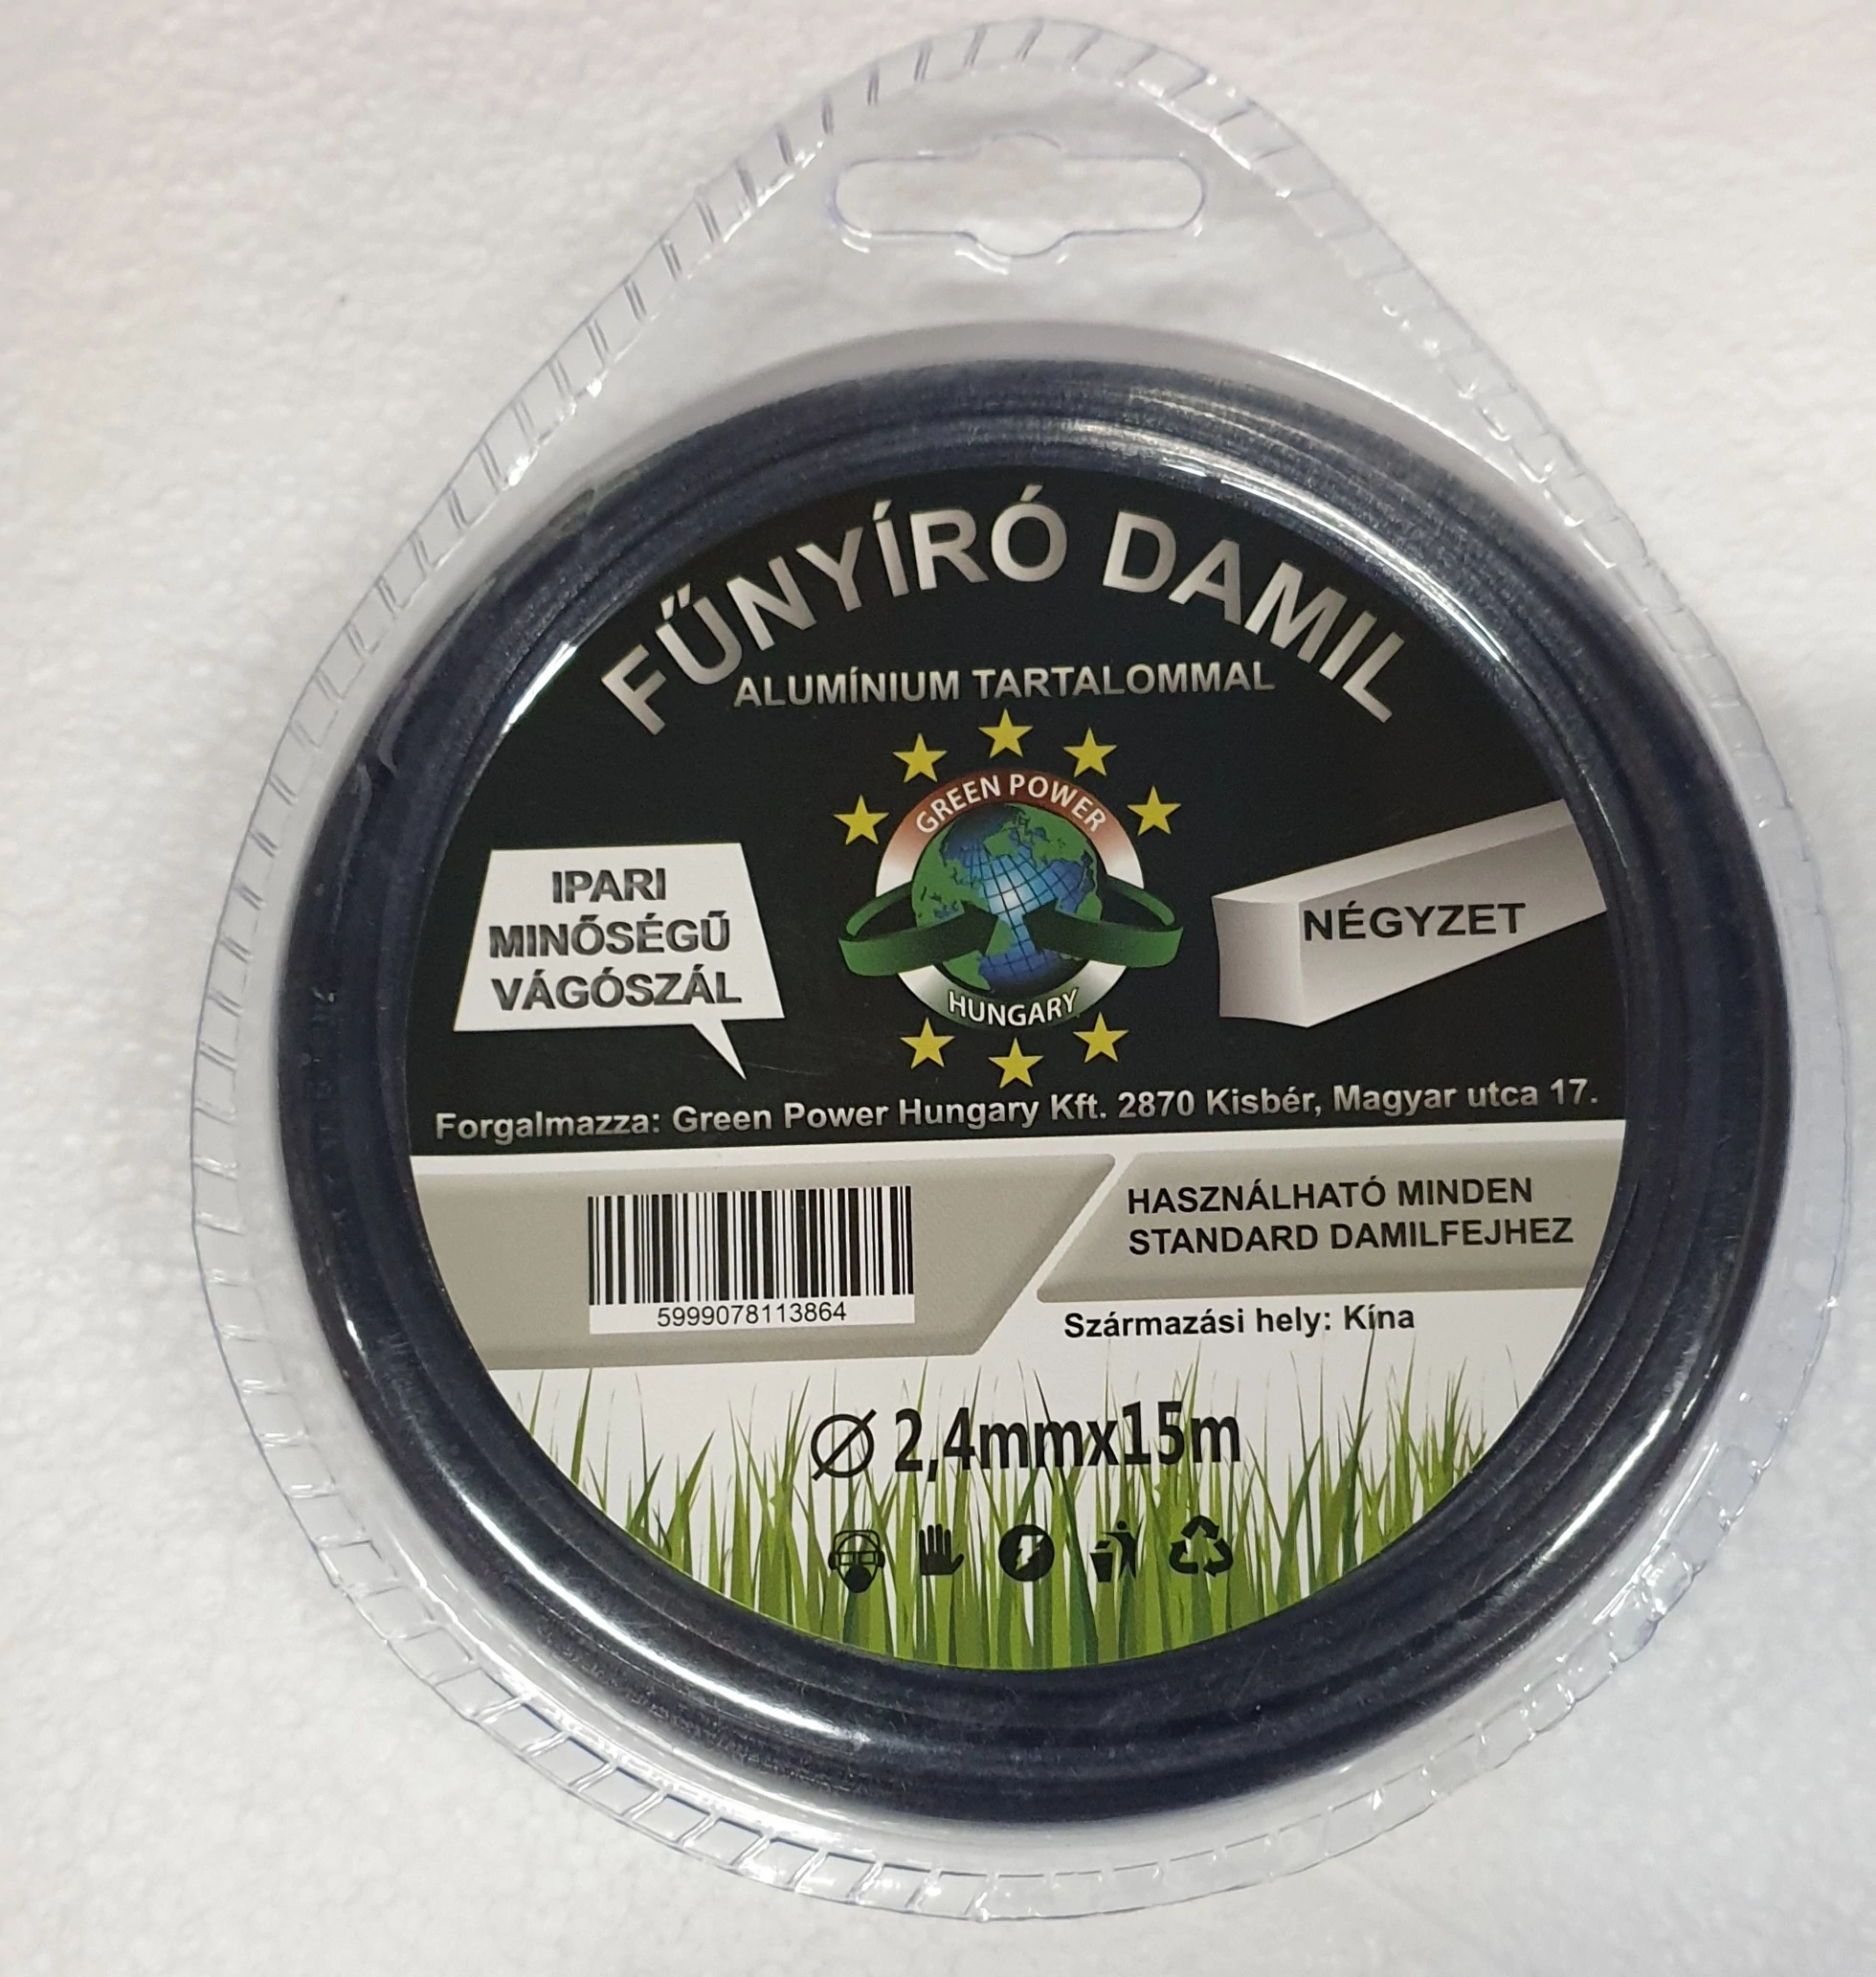 FŰNYÍRÓ DAMIL
ALUMÍNIUM TARTALOMMAL
GREEN POWER
HUNGARY
IPARI
MINŐSÉGŰ
VÁGÓSZÁL
NÉGYZET
Forgalmazza: Green Power Hungary Kft. 2870 Kisbér, Magyar utca 17.
5999078113864
HASZNÁLHATÓ MINDEN
STANDARD DAMILFEJHEZ
Származási hely: Kína
Ø 2,4mmx15m